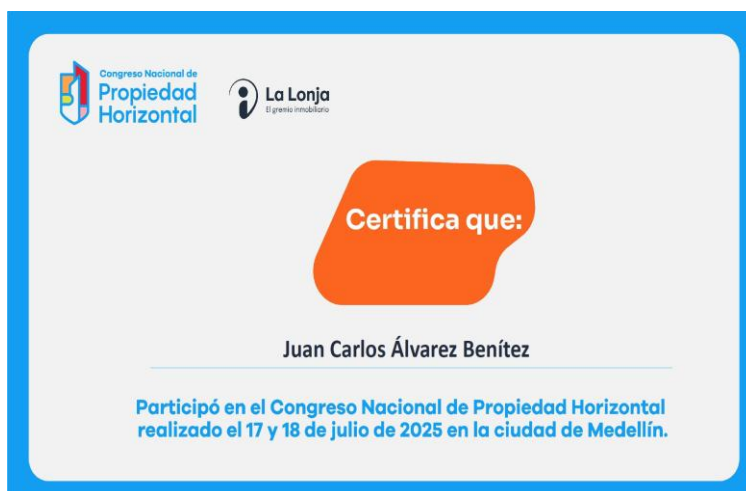 Congreso Nacional de
Propiedad
Horizontal
La Lonja
El gremio inmobiliario
Certifica que:
Juan Carlos Álvarez Benítez
Participó en el Congreso Nacional de Propiedad Horizontal
realizado el 17 y 18 de julio de 2025 en la ciudad de Medellín.